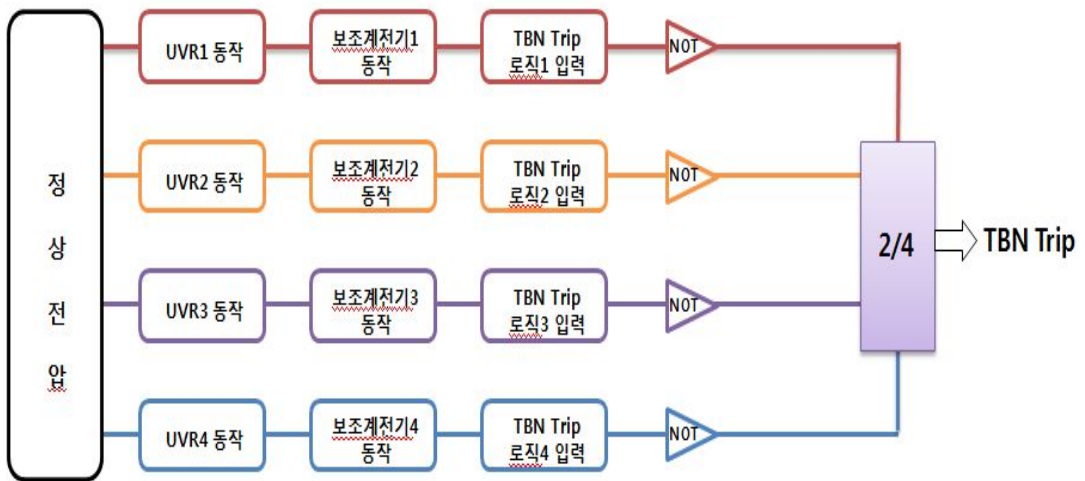 정
상
전
압
UVR1 동작
보조계전기1
동작
TBN Trip
로직1 입력
NOT
UVR2 동작
보조계전기2
동작
TBN Trip
로직2 입력
NOT
UVR3 동작
보조계전기3
동작
TBN Trip
로직3 입력
NOT
UVR4 동작
보조계전기4
동작
TBN Trip
로직4 입력
NOT
2/4
TBN Trip